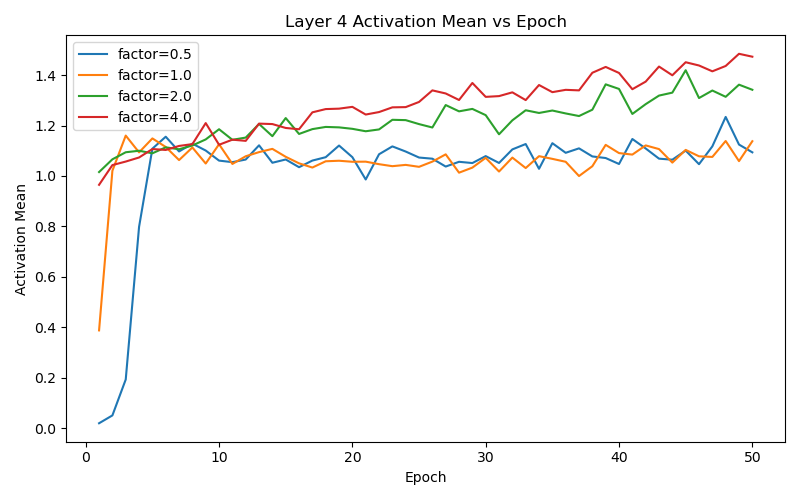 Layer 4 Activation Mean vs Epoch
factor=0.5
factor=1.0
factor=2.0
factor=4.0
1.4
1.2
1.0
0.8
0.6
0.4
0.2
0.0
Activation Mean
0 10 20 30 40 50
Epoch